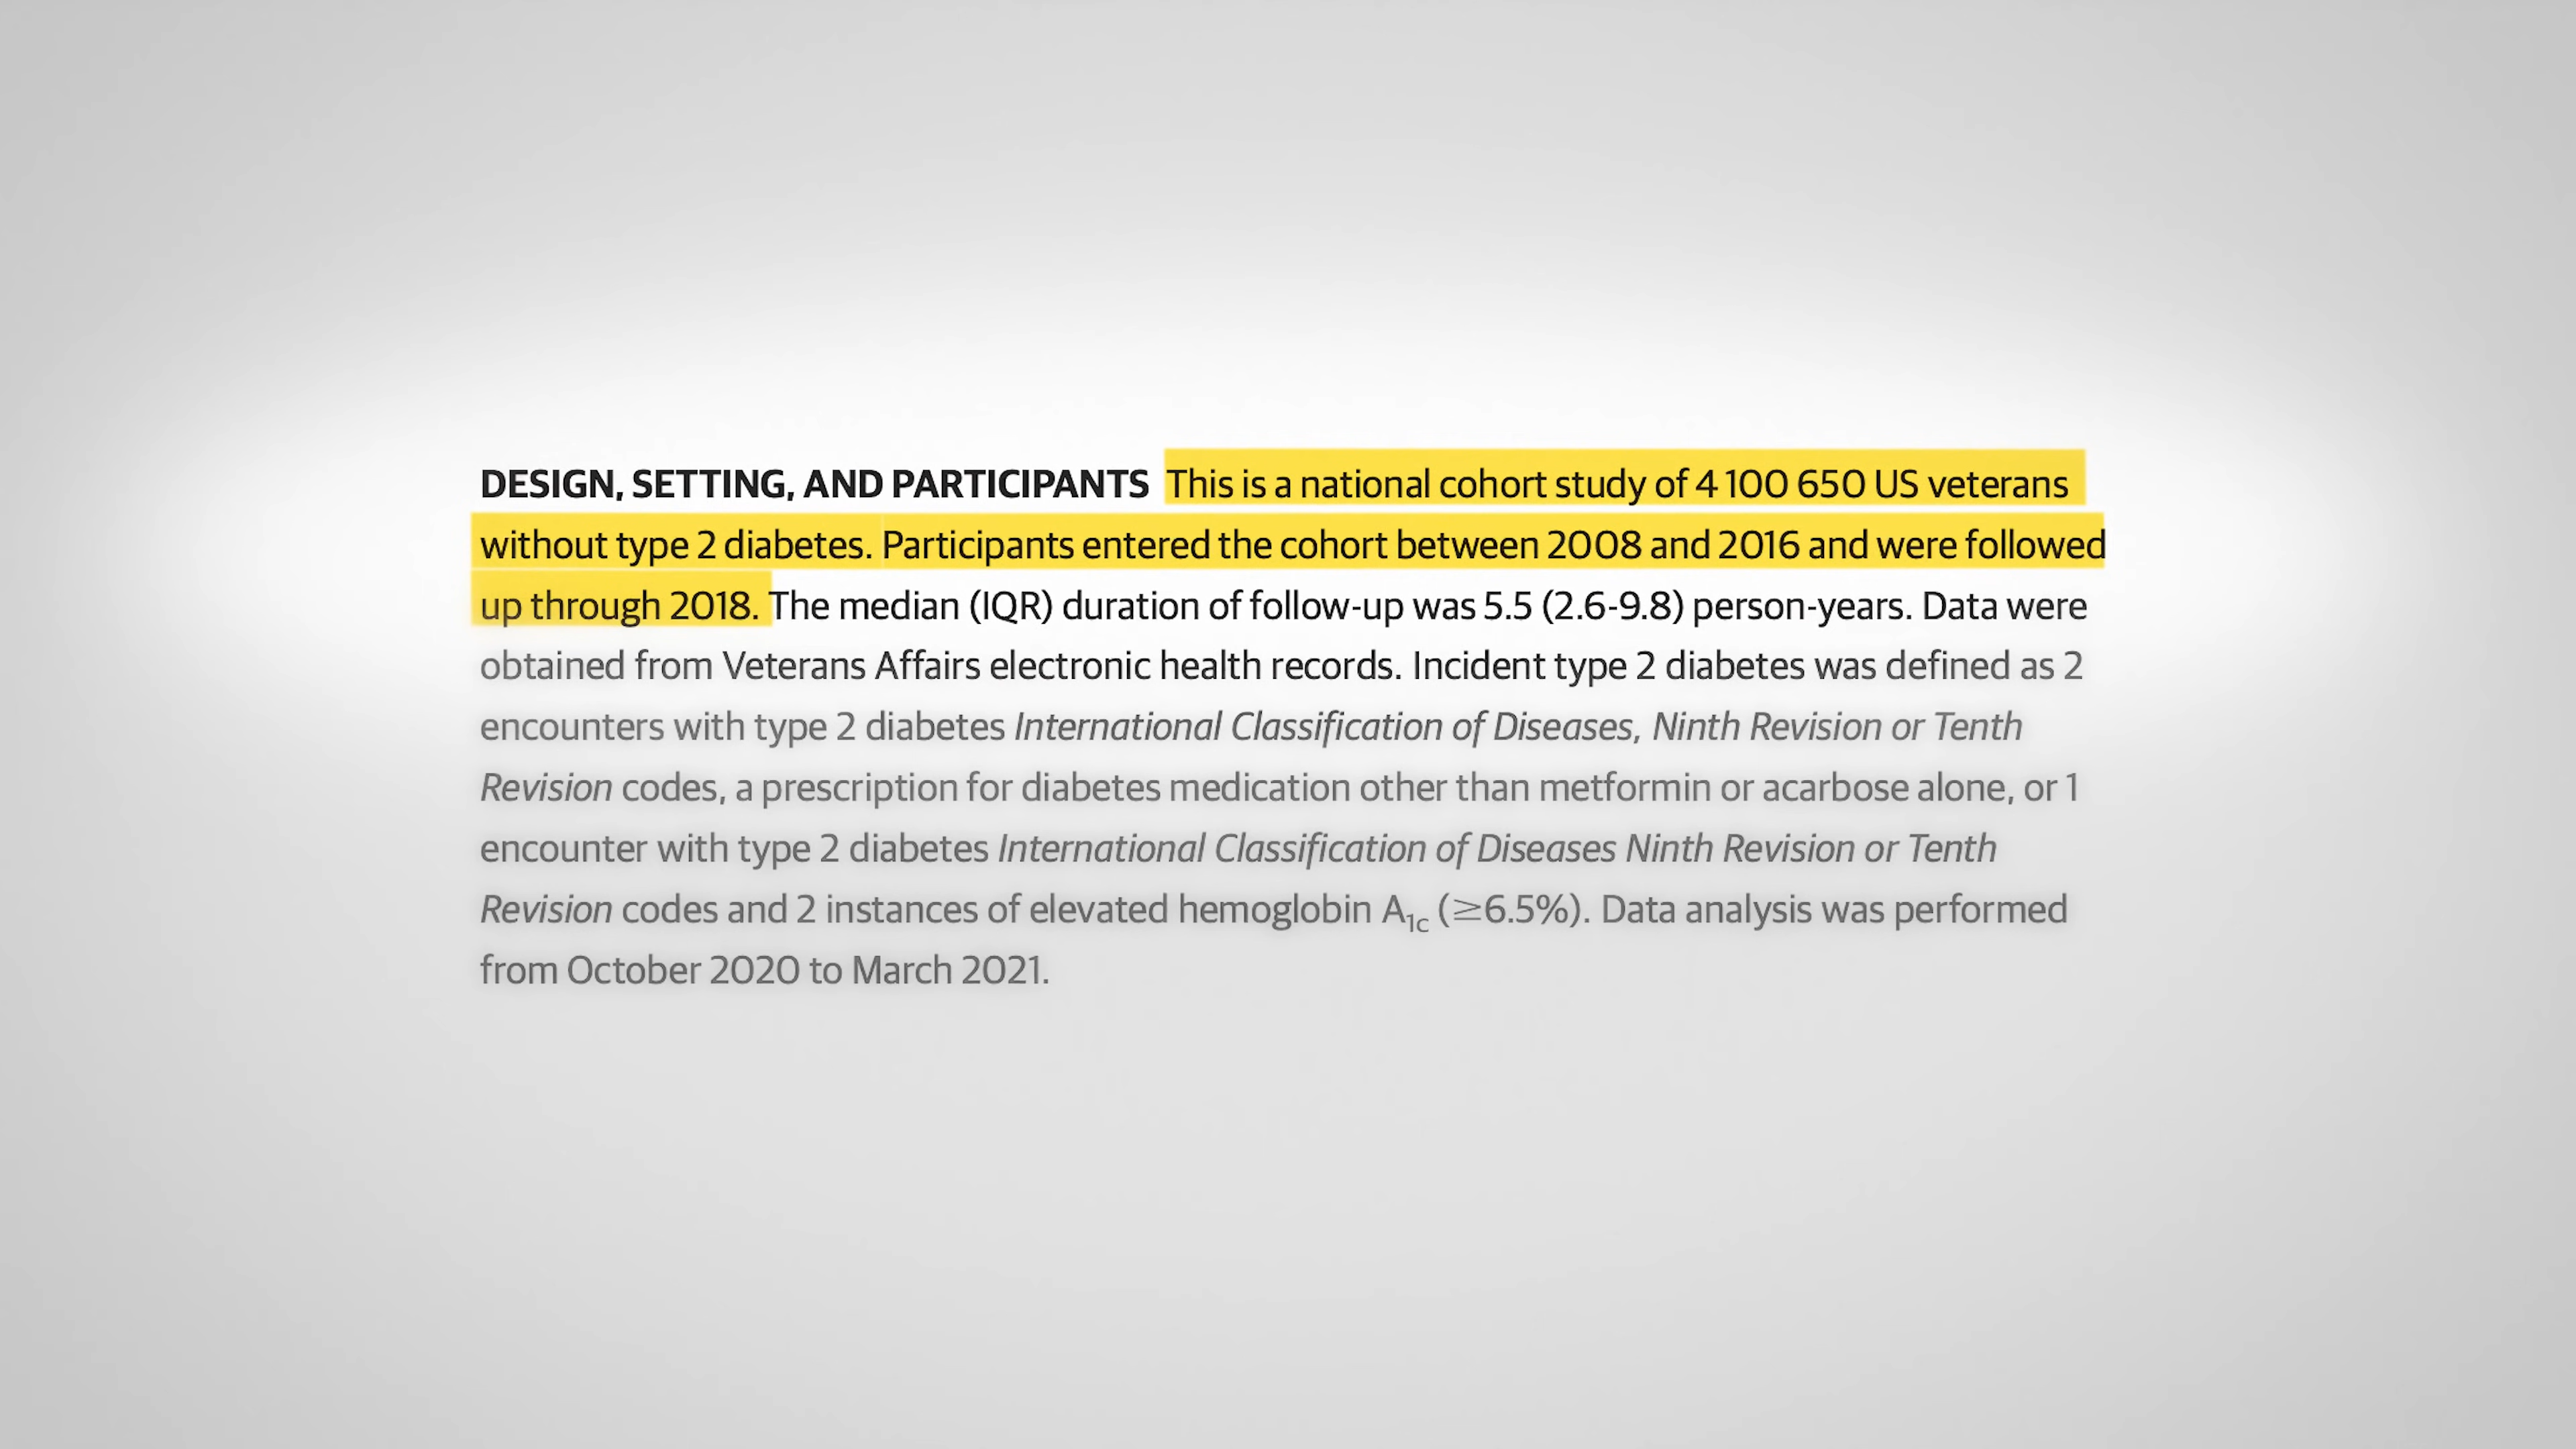 DESIGN, SETTING, AND PARTICIPANTS This is a national cohort study of 4 100 650 US veterans
without type 2 diabetes. Participants entered the cohort between 2008 and 2016 and were followed
up through 2018. The median (IQR) duration of follow-up was 5.5 (2.6-9.8) person-years. Data were
obtained from Veterans Affairs electronic health records. Incident type 2 diabetes was defined as 2
encounters with type 2 diabetes International Classification of Diseases, Ninth Revision or Tenth
Revision codes, a prescription for diabetes medication other than metformin or acarbose alone, or 1
encounter with type 2 diabetes International Classification of Diseases Ninth Revision or Tenth
Revision codes and 2 instances of elevated hemoglobin A1c (≥6.5%). Data analysis was performed
from October 2020 to March 2021.